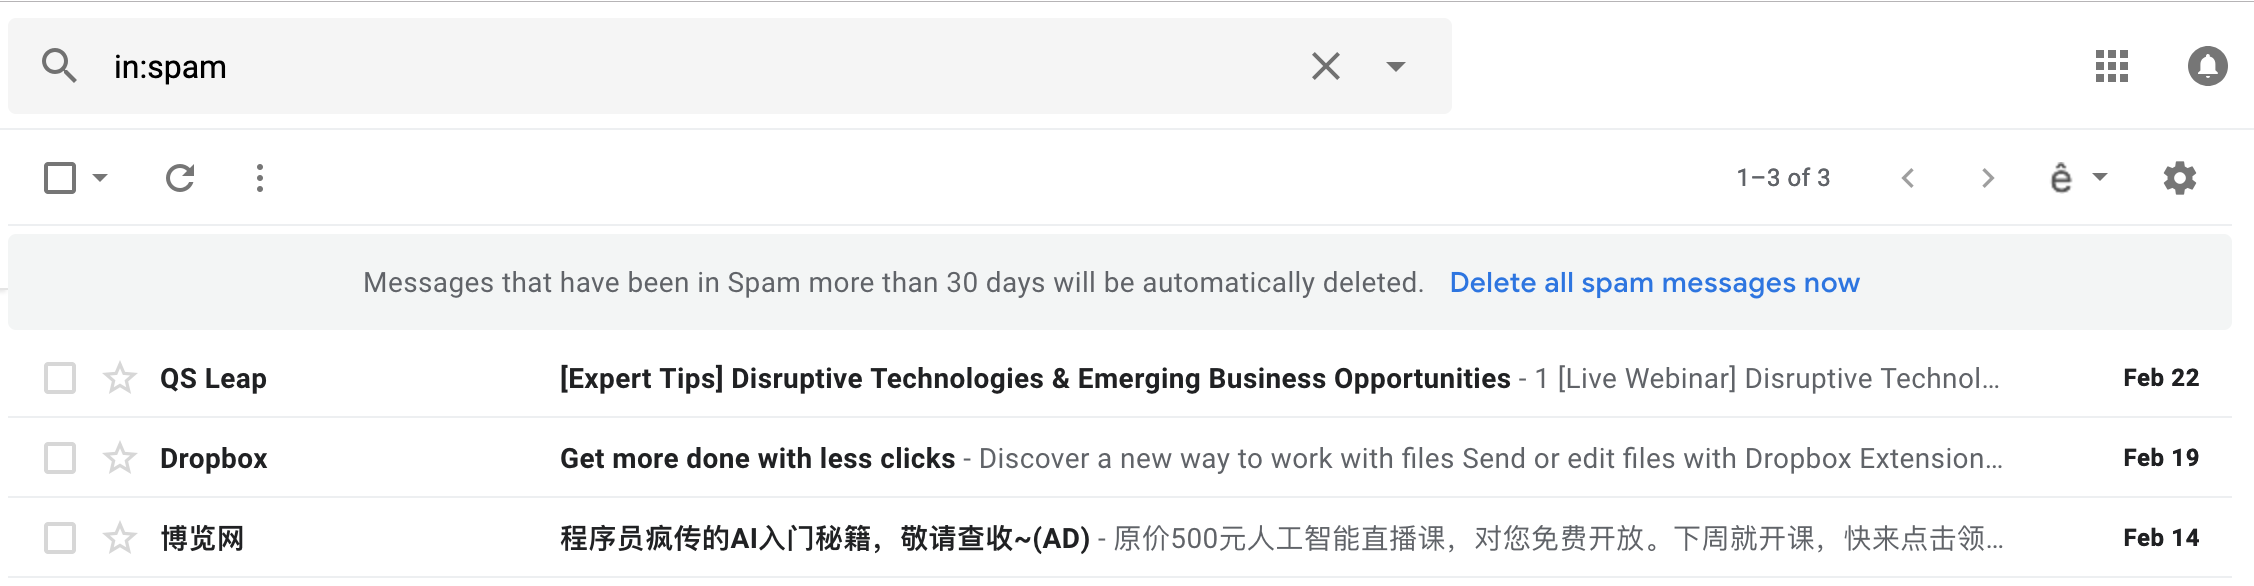 in:spam
1–3 of 3 ê
Messages that have been in Spam more than 30 days will be automatically deleted. Delete all spam messages now
QS Leap [Expert Tips] Disruptive Technologies & Emerging Business Opportunities - 1 [Live Webinar] Disruptive Technol... Feb 22
Dropbox Get more done with less clicks - Discover a new way to work with files Send or edit files with Dropbox Extension... Feb 19
博览网 程序员疯传的AI入门秘籍，敬请查收~(AD) - 原价500元人工智能直播课，对您免费开放。下周就开课，快来点击领... Feb 14